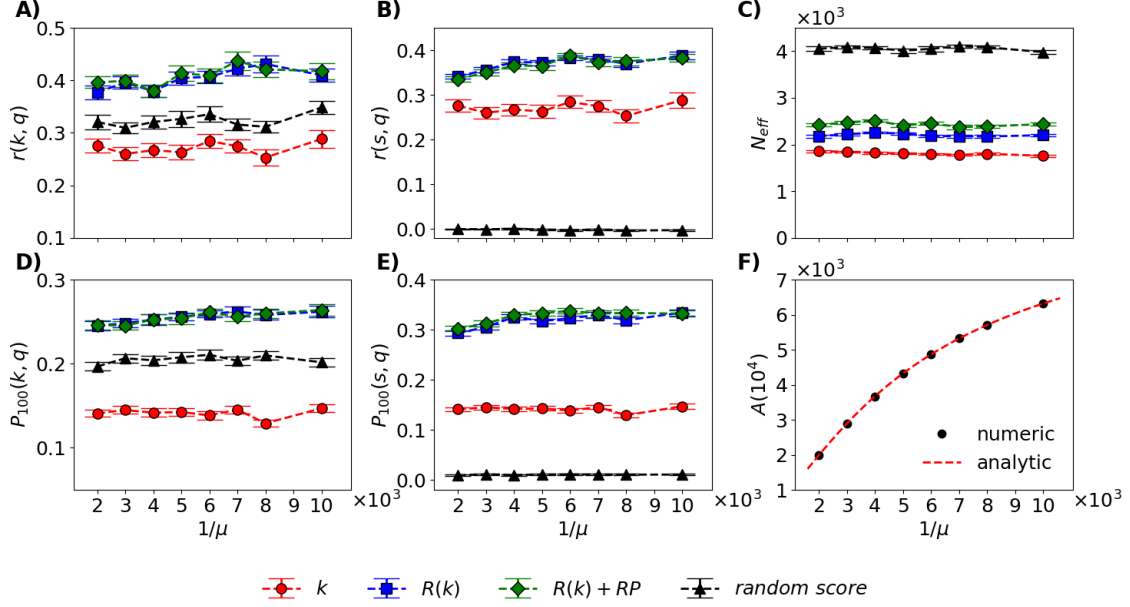 A)
0.5
0.4
0.3
0.2
0.1
r(k, q)
B)
0.4
0.3
0.2
0.1
0.0
r(s, q)
C)
×10³
4
3
2
1
0
N_eff
D)
0.3
0.2
0.1
P₁₀₀(k, q)
2 3 4 5 6 7 8 9 10
×10³
1/μ
E)
0.4
0.3
0.2
0.1
0.0
P₁₀₀(s, q)
2 3 4 5 6 7 8 9 10
×10³
1/μ
F)
×10³
7
6
5
4
3
2
1
A(10⁴)
numeric
analytic
2 3 4 5 6 7 8 9 10
×10³
1/μ
k R(k) R(k) + RP random score